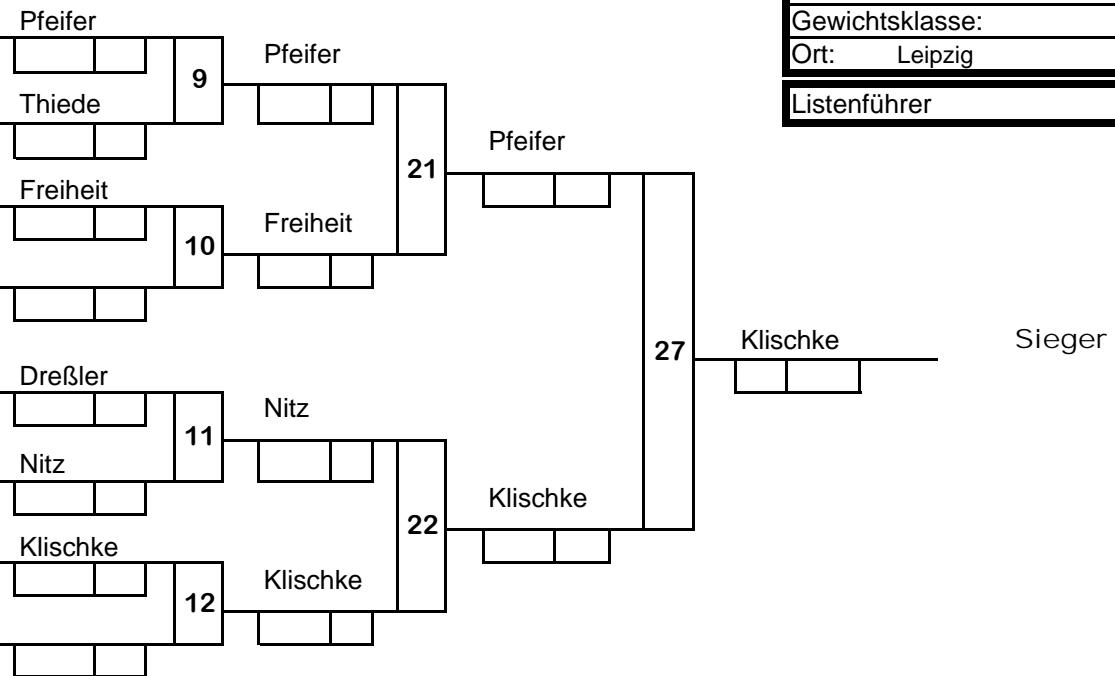 Pfeifer
Gewichtsklasse:
9
Pfeifer
Ort: Leipzig
Thiede
Listenführer
21
Pfeifer
Freiheit
10
Freiheit
27
Klischke
Sieger
Dreßler
11
Nitz
Nitz
22
Klischke
Klischke
12
Klischke